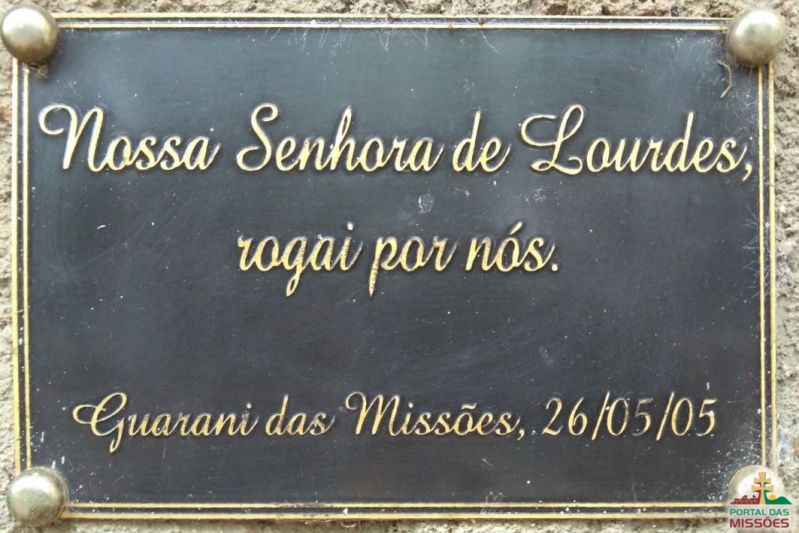 Nossa Senhora de Lourdes,
rogai por nós.
Guarani das Missões, 26/05/05
PORTAL DAS
MISSÕES